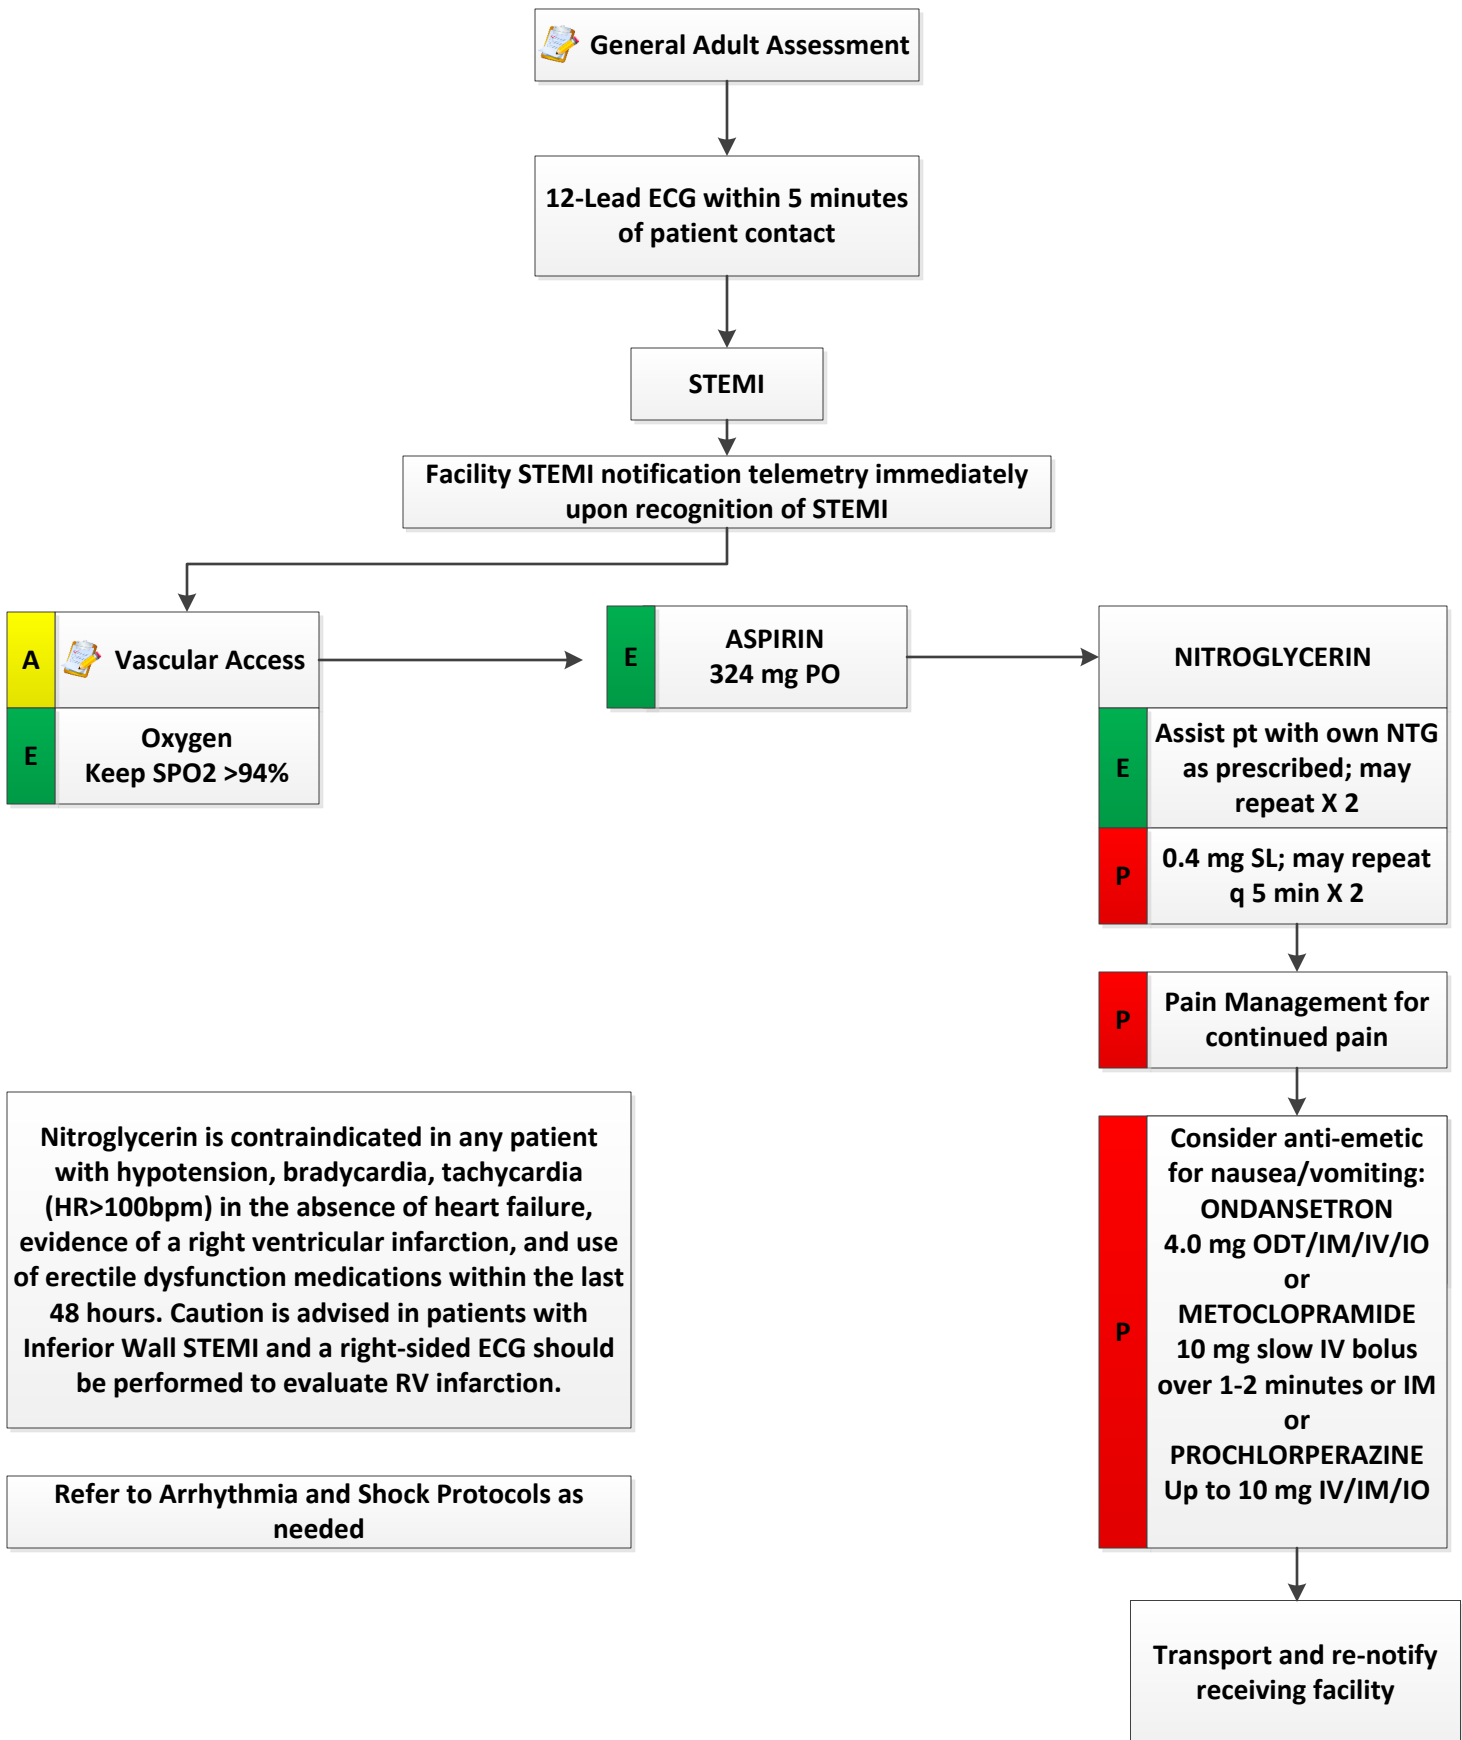 General Adult Assessment
12-Lead ECG within 5 minutes
of patient contact
STEMI
Facility STEMI notification telemetry immediately
upon recognition of STEMI
A
Vascular Access
E
Oxygen
Keep SPO2 >94%
E
ASPIRIN
324 mg PO
NITROGLYCERIN
E
Assist pt with own NTG
as prescribed; may
repeat X 2
P
0.4 mg SL; may repeat
q 5 min X 2
P
Pain Management for
continued pain
P
Consider anti-emetic
for nausea/vomiting:
ONDANSETRON
4.0 mg ODT/IM/IV/IO
or
METOCLOPRAMIDE
10 mg slow IV bolus
over 1-2 minutes or IM
or
PROCHLORPERAZINE
Up to 10 mg IV/IM/IO
Transport and re-notify
receiving facility
Nitroglycerin is contraindicated in any patient
with hypotension, bradycardia, tachycardia
(HR>100bpm) in the absence of heart failure,
evidence of a right ventricular infarction, and use
of erectile dysfunction medications within the last
48 hours. Caution is advised in patients with
Inferior Wall STEMI and a right-sided ECG should
be performed to evaluate RV infarction.
Refer to Arrhythmia and Shock Protocols as
needed